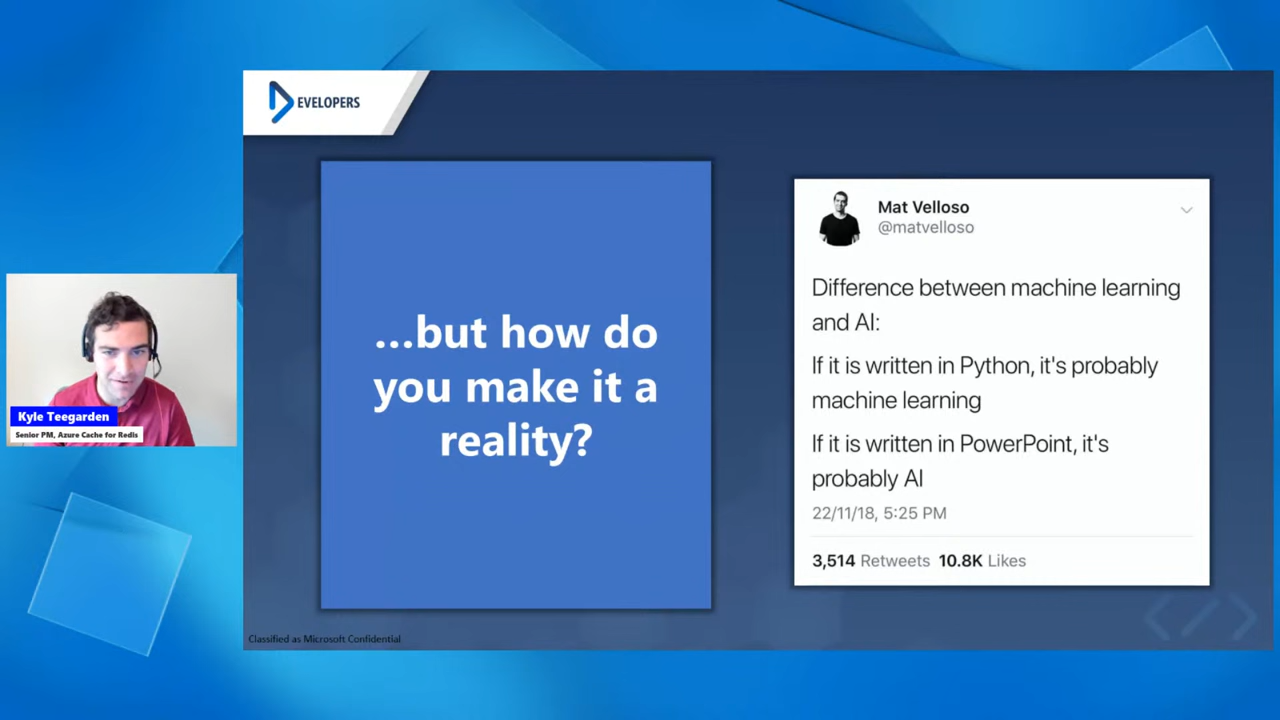 EVELOPERS
...but how do
you make it a
reality?
Mat Velloso
@matvelloso
Difference between machine learning
and AI:
If it is written in Python, it's probably
machine learning
If it is written in PowerPoint, it's
probably AI
22/11/18, 5:25 PM
3,514 Retweets 10.8K Likes
Kyle Teegarden
Senior PM, Azure Cache for Redis
Classified as Microsoft Confidential